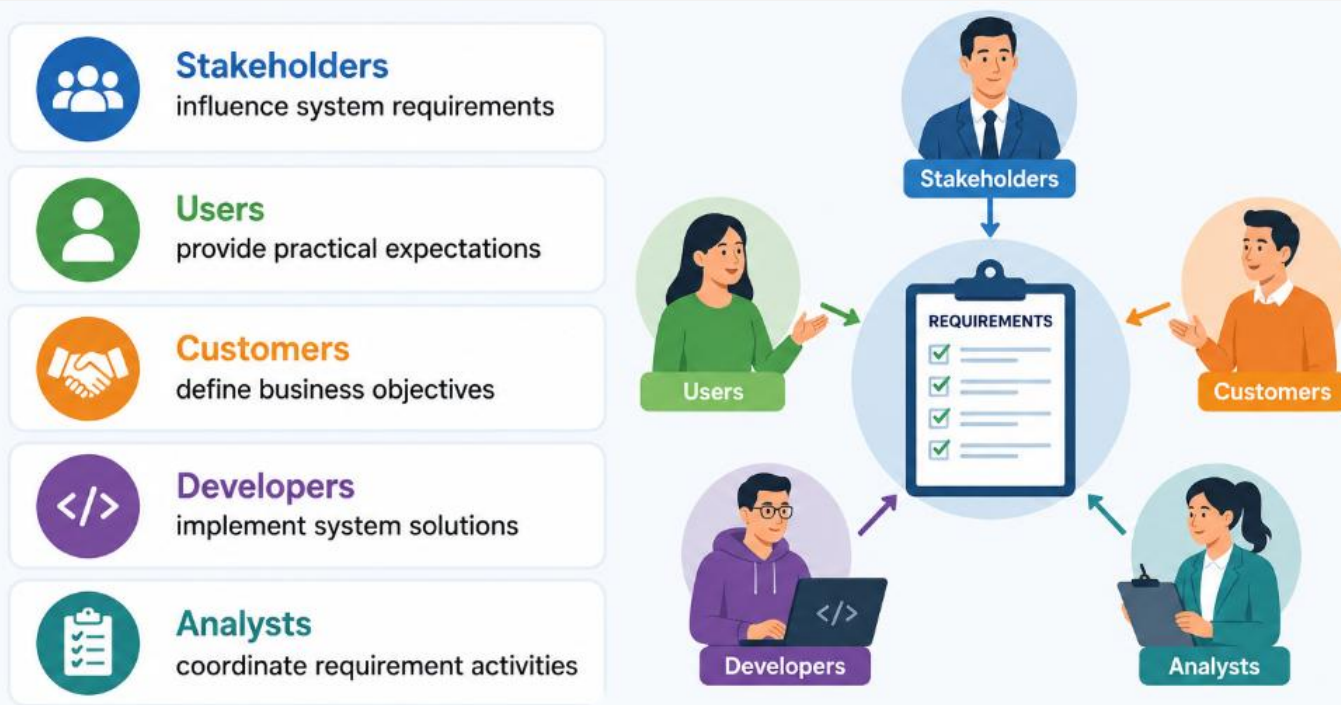 Stakeholders
influence system requirements
Users
provide practical expectations
Customers
define business objectives
</>
Developers
implement system solutions
Analysts
coordinate requirement activities
Stakeholders
REQUIREMENTS
Users
Customers
</>
Developers
Analysts